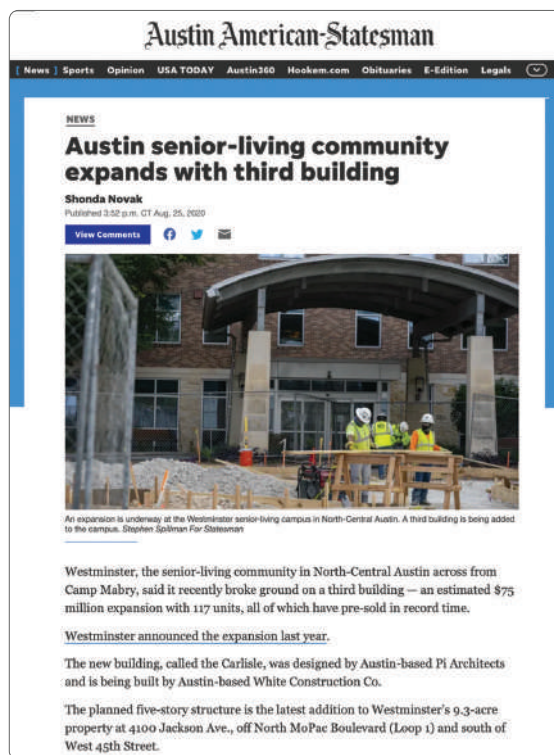 Austin American-Statesman
[ News ] Sports Opinion USA TODAY Austin360 Hookem.com Obituaries E-Edition Legals
NEWS
Austin senior-living community
expands with third building
Shonda Novak
Published 3:52 p.m. CT Aug. 25, 2020
View Comments
An expansion is underway at the Westminster senior-living campus in North-Central Austin. A third building is being added
to the campus. Stephen Spillman For Statesman
Westminster, the senior-living community in North-Central Austin across from
Camp Mabry, said it recently broke ground on a third building — an estimated $75
million expansion with 117 units, all of which have pre-sold in record time.
Westminster announced the expansion last year.
The new building, called the Carlisle, was designed by Austin-based Pi Architects
and is being built by Austin-based White Construction Co.
The planned five-story structure is the latest addition to Westminster's 9.3-acre
property at 4100 Jackson Ave., off North MoPac Boulevard (Loop 1) and south of
West 45th Street.